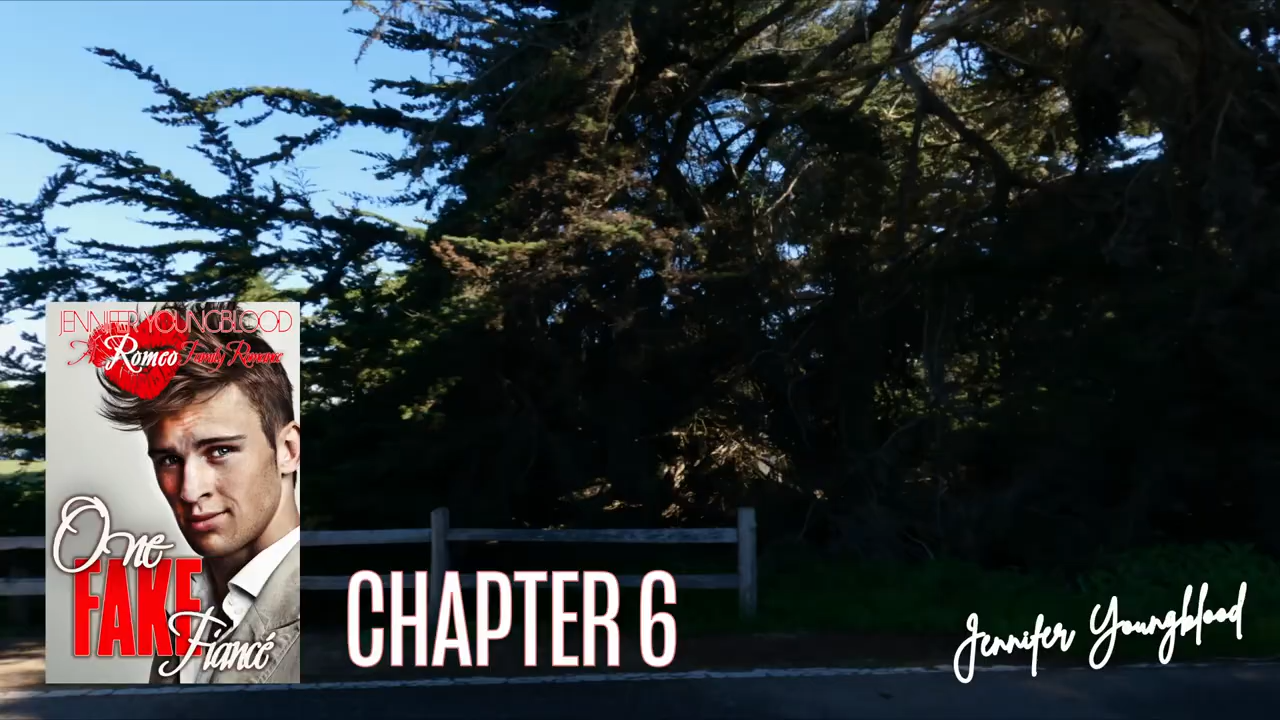 JENNIFER YOUNGBLOOD
A Romeo Family Romance
One
FAKE
Fiancé
CHAPTER 6
Jennifer Youngblood